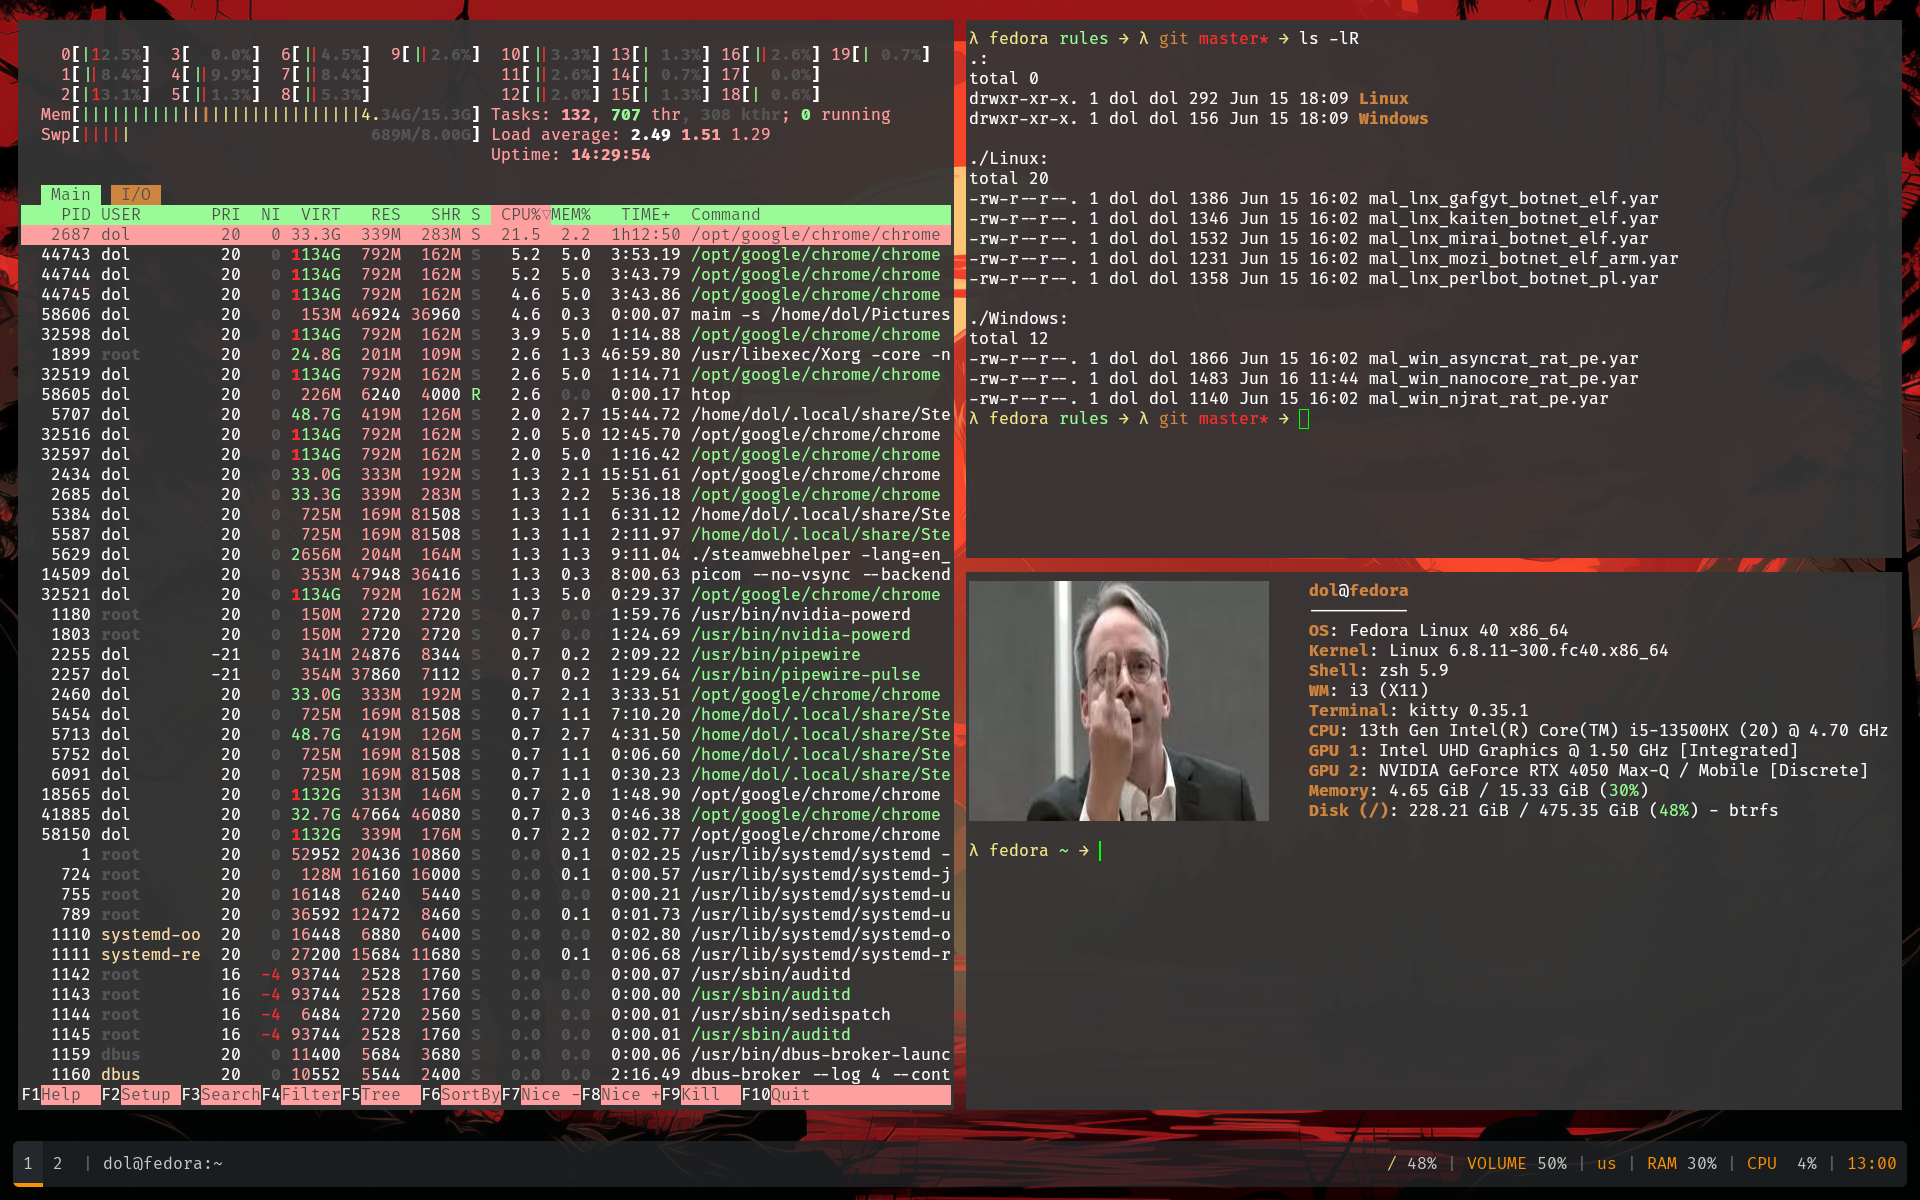 0[||12.5%] 3[ 0.0%] 6[||4.5%] 9[||2.6%] 10[||3.3%] 13[| 1.3%] 16[||2.6%] 19[| 0.7%]
1[||8.4%] 4[||9.9%] 7[||8.4%] 11[||2.6%] 14[| 0.7%] 17[ 0.0%]
2[|13.1%] 5[||1.3%] 8[||5.3%] 12[||2.0%] 15[| 1.3%] 18[| 0.6%]
Mem[||||||||||||||||||||||||||||4.34G/15.3G] Tasks: 132, 707 thr, 308 kthr; 0 running
Swp[||||| 689M/8.00G] Load average: 2.49 1.51 1.29
Uptime: 14:29:54
Main I/O
PID USER PRI NI VIRT RES SHR S CPU%▽MEM% TIME+ Command
2687 dol 20 0 33.3G 339M 283M S 21.5 2.2 1h12:50 /opt/google/chrome/chrome
44743 dol 20 0 1134G 792M 162M S 5.2 5.0 3:53.19 /opt/google/chrome/chrome
44744 dol 20 0 1134G 792M 162M S 5.2 5.0 3:43.79 /opt/google/chrome/chrome
44745 dol 20 0 1134G 792M 162M S 4.6 5.0 3:43.86 /opt/google/chrome/chrome
58606 dol 20 0 153M 46924 36960 S 4.6 0.3 0:00.07 maim -s /home/dol/Pictures
32598 dol 20 0 1134G 792M 162M S 3.9 5.0 1:14.88 /opt/google/chrome/chrome
1899 root 20 0 24.8G 201M 109M S 2.6 1.3 46:59.80 /usr/libexec/Xorg -core -n
32519 dol 20 0 1134G 792M 162M S 2.6 5.0 1:14.71 /opt/google/chrome/chrome
58605 dol 20 0 226M 6240 4000 R 2.6 0.0 0:00.17 htop
5707 dol 20 0 48.7G 419M 126M S 2.0 2.7 15:44.72 /home/dol/.local/share/Ste
32516 dol 20 0 1134G 792M 162M S 2.0 5.0 12:45.70 /opt/google/chrome/chrome
32597 dol 20 0 1134G 792M 162M S 2.0 5.0 1:16.42 /opt/google/chrome/chrome
2434 dol 20 0 33.0G 333M 192M S 1.3 2.1 15:51.61 /opt/google/chrome/chrome
2685 dol 20 0 33.3G 339M 283M S 1.3 2.2 5:36.18 /opt/google/chrome/chrome
5384 dol 20 0 725M 169M 81508 S 1.3 1.1 6:31.12 /home/dol/.local/share/Ste
5587 dol 20 0 725M 169M 81508 S 1.3 1.1 2:11.97 /home/dol/.local/share/Ste
5629 dol 20 0 2656M 204M 164M S 1.3 1.3 9:11.04 ./steamwebhelper -lang=en_
14509 dol 20 0 353M 47948 36416 S 1.3 0.3 8:00.63 picom --no-vsync --backend
32521 dol 20 0 1134G 792M 162M S 1.3 5.0 0:29.37 /opt/google/chrome/chrome
1180 root 20 0 150M 2720 2720 S 0.7 0.0 1:59.76 /usr/bin/nvidia-powerd
1803 root 20 0 150M 2720 2720 S 0.7 0.0 1:24.69 /usr/bin/nvidia-powerd
2255 dol -21 0 341M 24876 8344 S 0.7 0.2 2:09.22 /usr/bin/pipewire
2257 dol -21 0 354M 37860 7112 S 0.7 0.2 1:29.64 /usr/bin/pipewire-pulse
2460 dol 20 0 33.0G 333M 192M S 0.7 2.1 3:33.51 /opt/google/chrome/chrome
5454 dol 20 0 725M 169M 81508 S 0.7 1.1 7:10.20 /home/dol/.local/share/Ste
5713 dol 20 0 48.7G 419M 126M S 0.7 2.7 4:31.50 /home/dol/.local/share/Ste
5752 dol 20 0 725M 169M 81508 S 0.7 1.1 0:06.60 /home/dol/.local/share/Ste
6091 dol 20 0 725M 169M 81508 S 0.7 1.1 0:30.23 /home/dol/.local/share/Ste
18565 dol 20 0 1132G 313M 146M S 0.7 2.0 1:48.90 /opt/google/chrome/chrome
41885 dol 20 0 32.7G 47664 46080 S 0.7 0.3 0:46.38 /opt/google/chrome/chrome
58150 dol 20 0 1132G 339M 176M S 0.7 2.2 0:02.77 /opt/google/chrome/chrome
1 root 20 0 52952 20436 10860 S 0.0 0.1 0:02.25 /usr/lib/systemd/systemd -
724 root 20 0 128M 16160 16000 S 0.0 0.1 0:00.57 /usr/lib/systemd/systemd-j
755 root 20 0 16148 6240 5440 S 0.0 0.0 0:00.21 /usr/lib/systemd/systemd-u
789 root 20 0 36592 12472 8460 S 0.0 0.1 0:01.73 /usr/lib/systemd/systemd-u
1110 systemd-oo 20 0 16448 6880 6400 S 0.0 0.0 0:02.80 /usr/lib/systemd/systemd-o
1111 systemd-re 20 0 27200 15684 11680 S 0.0 0.1 0:06.68 /usr/lib/systemd/systemd-r
1142 root 16 -4 93744 2528 1760 S 0.0 0.0 0:00.07 /usr/sbin/auditd
1143 root 16 -4 93744 2528 1760 S 0.0 0.0 0:00.00 /usr/sbin/auditd
1144 root 16 -4 6484 2720 2560 S 0.0 0.0 0:00.01 /usr/sbin/sedispatch
1145 root 16 -4 93744 2528 1760 S 0.0 0.0 0:00.01 /usr/sbin/auditd
1159 dbus 20 0 11400 5684 3680 S 0.0 0.0 0:00.06 /usr/bin/dbus-broker-launc
1160 dbus 20 0 10552 5544 2400 S 0.0 0.0 2:16.49 dbus-broker --log 4 --cont
F1Help F2Setup F3SearchF4FilterF5Tree F6SortByF7Nice -F8Nice +F9Kill F10Quit
λ fedora rules → λ git master* → ls -lR
.:
total 0
drwxr-xr-x. 1 dol dol 292 Jun 15 18:09 Linux
drwxr-xr-x. 1 dol dol 156 Jun 15 18:09 Windows
./Linux:
total 20
-rw-r--r--. 1 dol dol 1386 Jun 15 16:02 mal_lnx_gafgyt_botnet_elf.yar
-rw-r--r--. 1 dol dol 1346 Jun 15 16:02 mal_lnx_kaiten_botnet_elf.yar
-rw-r--r--. 1 dol dol 1532 Jun 15 16:02 mal_lnx_mirai_botnet_elf.yar
-rw-r--r--. 1 dol dol 1231 Jun 15 16:02 mal_lnx_mozi_botnet_elf_arm.yar
-rw-r--r--. 1 dol dol 1358 Jun 15 16:02 mal_lnx_perlbot_botnet_pl.yar
./Windows:
total 12
-rw-r--r--. 1 dol dol 1866 Jun 15 16:02 mal_win_asyncrat_rat_pe.yar
-rw-r--r--. 1 dol dol 1483 Jun 16 11:44 mal_win_nanocore_rat_pe.yar
-rw-r--r--. 1 dol dol 1140 Jun 15 16:02 mal_win_njrat_rat_pe.yar
λ fedora rules → λ git master* →
dol@fedora
----------
OS: Fedora Linux 40 x86_64
Kernel: Linux 6.8.11-300.fc40.x86_64
Shell: zsh 5.9
WM: i3 (X11)
Terminal: kitty 0.35.1
CPU: 13th Gen Intel(R) Core(TM) i5-13500HX (20) @ 4.70 GHz
GPU 1: Intel UHD Graphics @ 1.50 GHz [Integrated]
GPU 2: NVIDIA GeForce RTX 4050 Max-Q / Mobile [Discrete]
Memory: 4.65 GiB / 15.33 GiB (30%)
Disk (/): 228.21 GiB / 475.35 GiB (48%) - btrfs
λ fedora ~ →
1 2 | dol@fedora:~
/ 48% | VOLUME 50% | us | RAM 30% | CPU 4% | 13:00